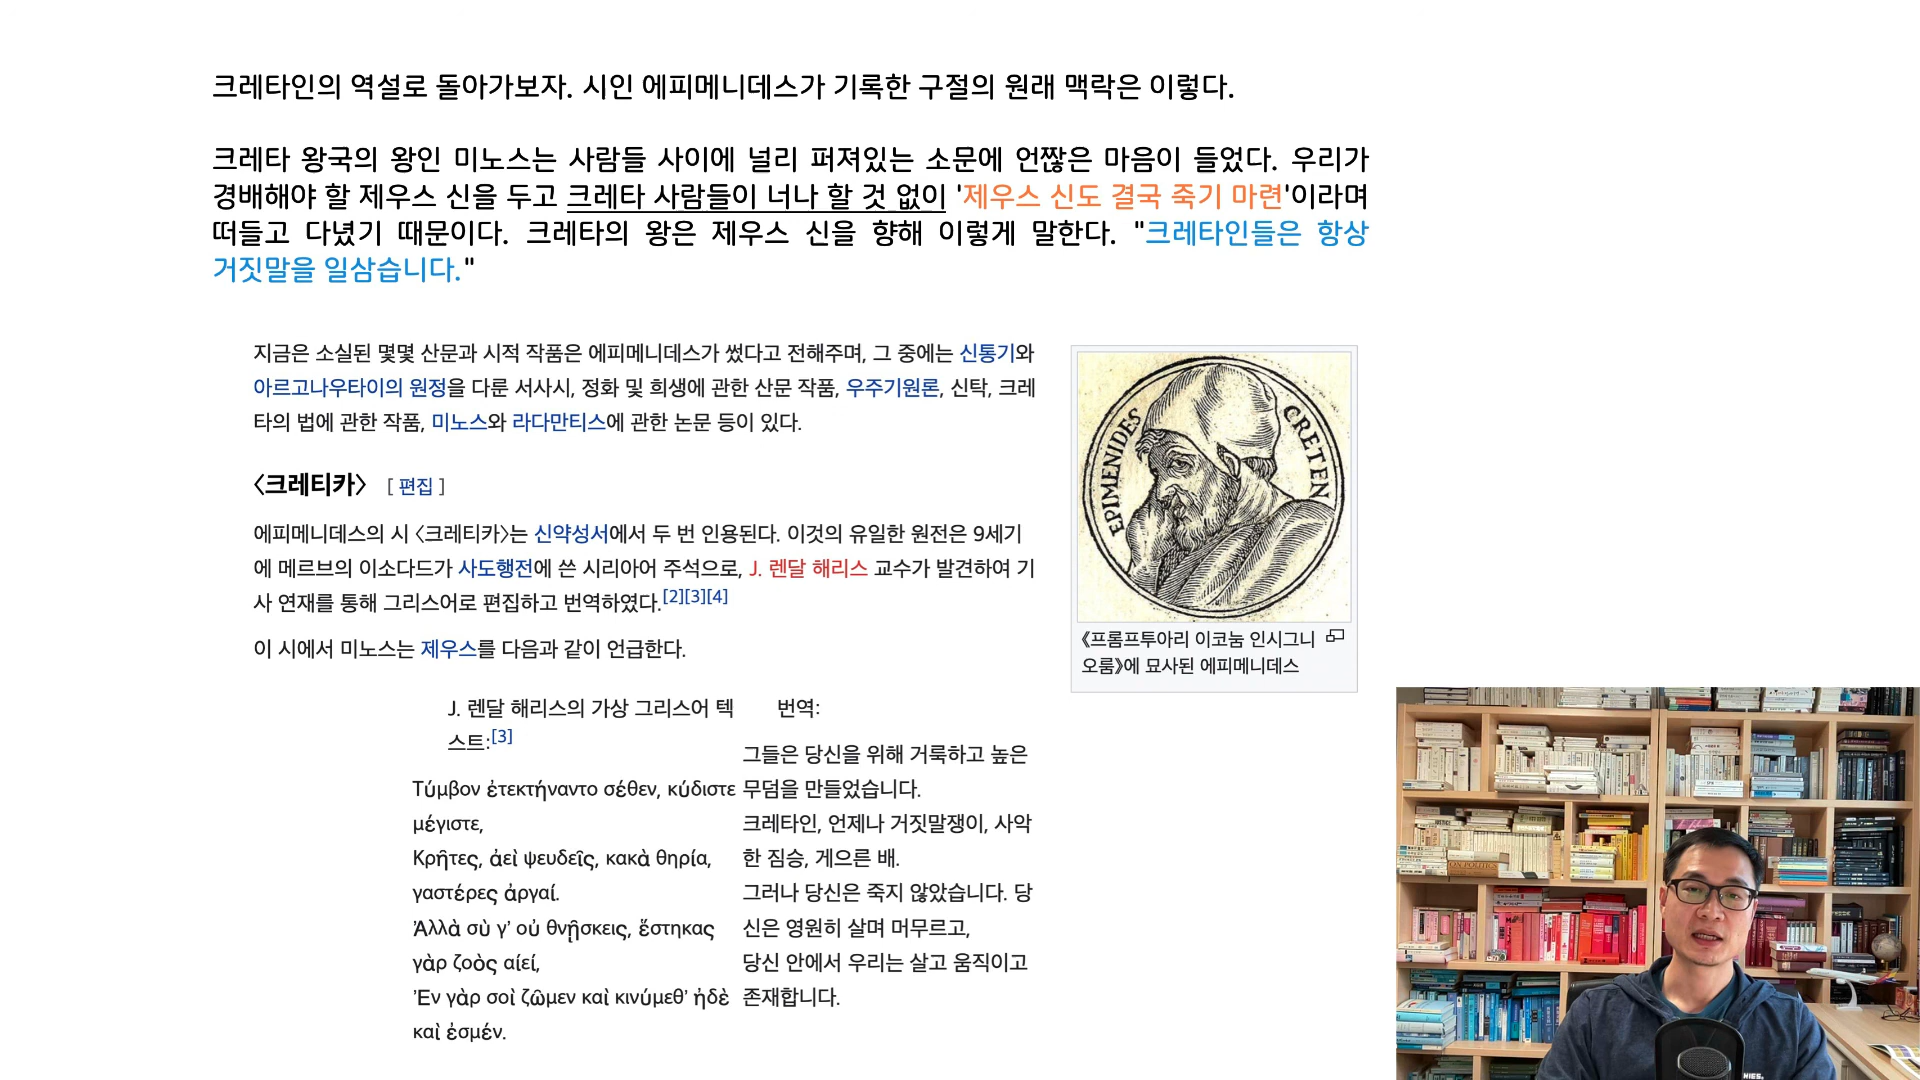 크레타인의 역설로 돌아가보자. 시인 에피메니데스가 기록한 구절의 원래 맥락은 이렇다.
크레타 왕국의 왕인 미노스는 사람들 사이에 널리 퍼져있는 소문에 언짢은 마음이 들었다. 우리가
경배해야 할 제우스 신을 두고 크레타 사람들이 너나 할 것 없이 '제우스 신도 결국 죽기 마련'이라며
떠들고 다녔기 때문이다. 크레타의 왕은 제우스 신을 향해 이렇게 말한다. "크레타인들은 항상
거짓말을 일삼습니다."
지금은 소실된 몇몇 산문과 시적 작품은 에피메니데스가 썼다고 전해주며, 그 중에는 신통기와
아르고나우타이의 원정을 다룬 서사시, 정화 및 희생에 관한 산문 작품, 우주기원론, 신탁, 크레
타의 법에 관한 작품, 미노스와 라다만티스에 관한 논문 등이 있다.
〈크레티카〉 [ 편집 ]
에피메니데스의 시 〈크레티카〉는 신약성서에서 두 번 인용된다. 이것의 유일한 원전은 9세기
에 메르브의 이소다드가 사도행전에 쓴 시리아어 주석으로, J. 렌달 해리스 교수가 발견하여 기
사 연재를 통해 그리스어로 편집하고 번역하였다.[2][3][4]
이 시에서 미노스는 제우스를 다음과 같이 언급한다.
J. 렌달 해리스의 가상 그리스어 텍
스트:[3]
Τύμβον ἐτεκτήναντο σέθεν, κύδιστε
μέγιστε,
Κρῆτες, ἀεὶ ψευδεῖς, κακὰ θηρία,
γαστέρες ἀργαί.
Ἀλλὰ σὺ γ᾽ οὐ θνῇσκεις, ἕστηκας
γὰρ ζοὸς αίεί,
Ἐν γὰρ σοὶ ζῶμεν καὶ κινύμεθ᾽ ἠδὲ
καὶ ἐσμέν.
번역:
그들은 당신을 위해 거룩하고 높은
무덤을 만들었습니다.
크레타인, 언제나 거짓말쟁이, 사악
한 짐승, 게으른 배.
그러나 당신은 죽지 않았습니다. 당
신은 영원히 살며 머무르고,
당신 안에서 우리는 살고 움직이고
존재합니다.
EPIMENIDES CRETEN
《프롬프투아리 이코눔 인시그니
오룸》에 묘사된 에피메니데스